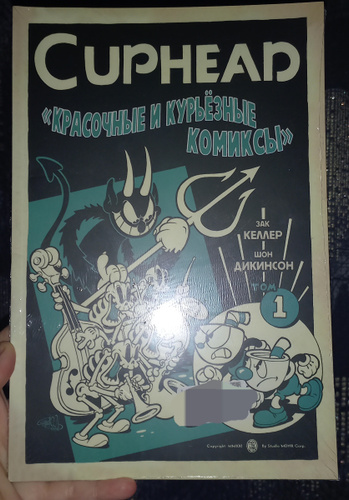 CUPHEAD
«КРАСОЧНЫЕ И КУРЬЁЗНЫЕ
КОМИКСЫ»
ЗАК
КЕЛЛЕР
ШОН
ДИКИНСОН
ТОМ
1